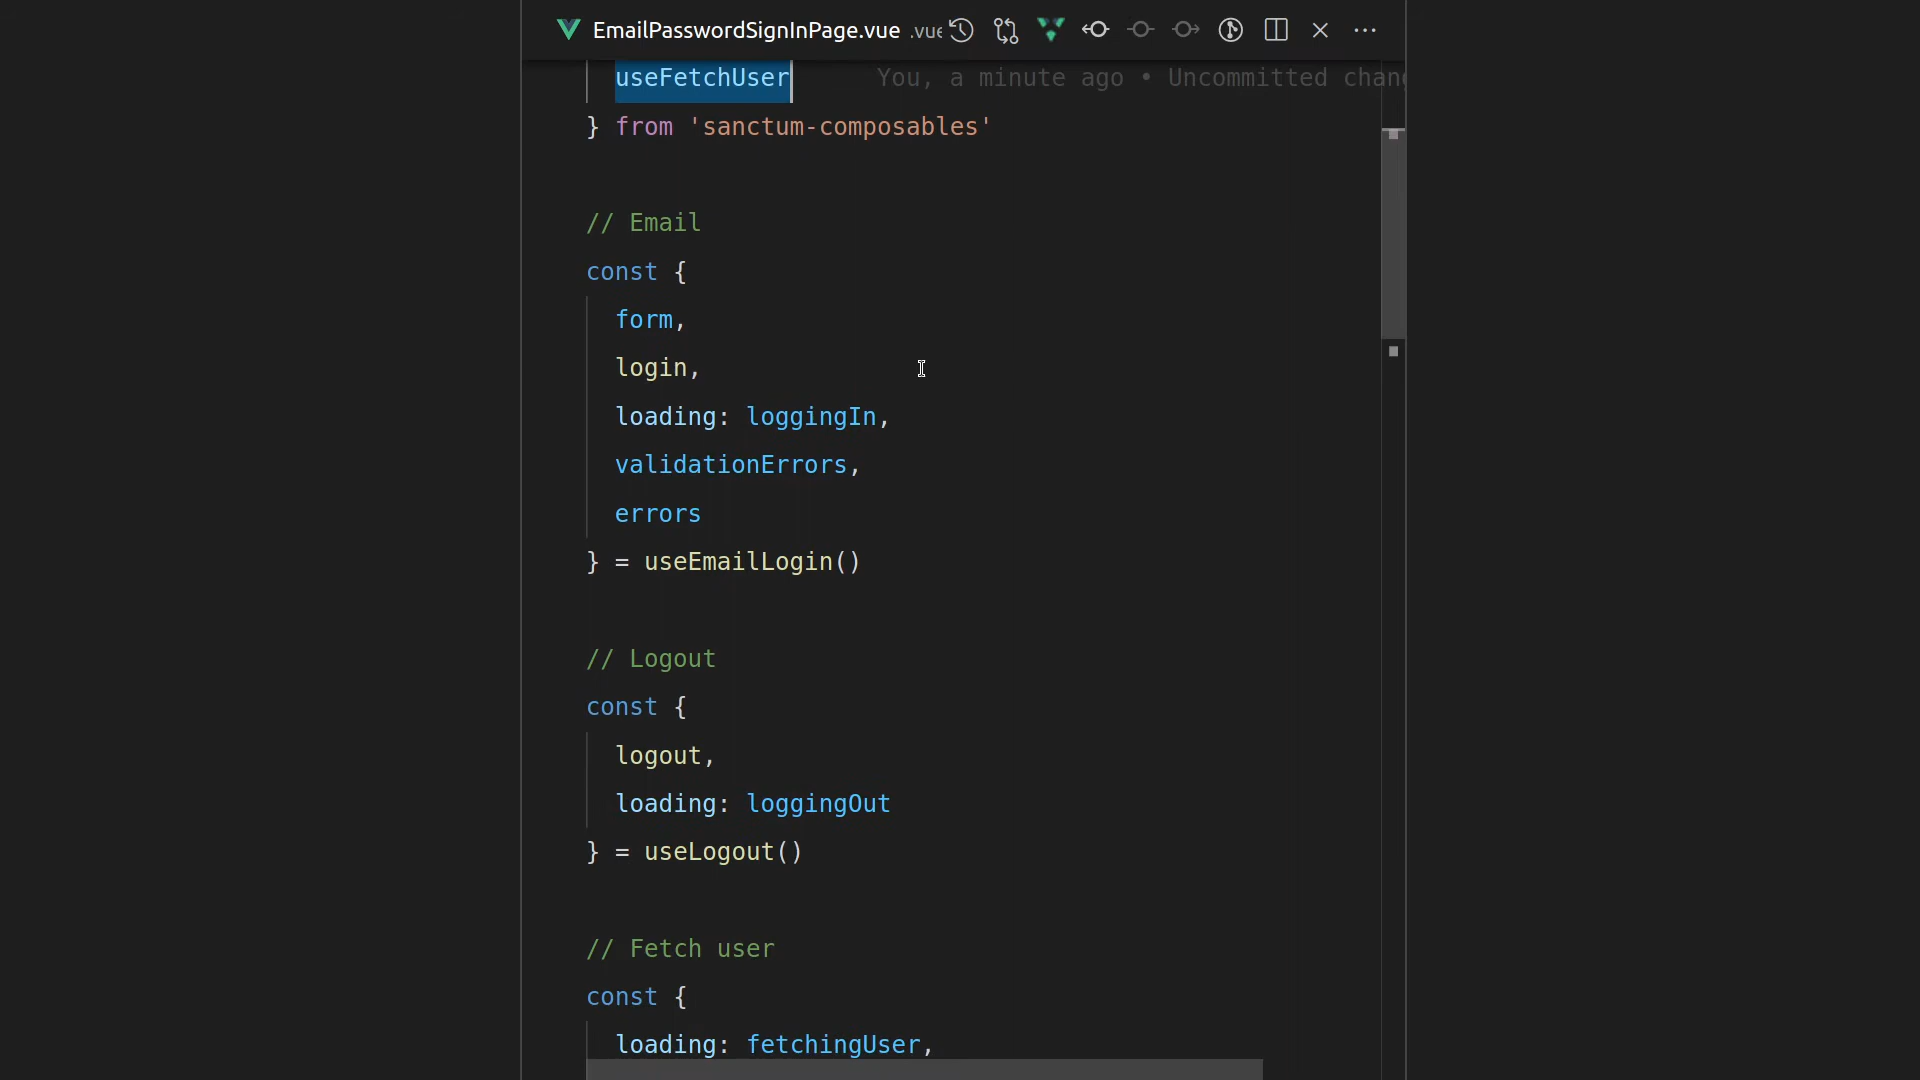 EmailPasswordSignInPage.vue .vue
useFetchUser You, a minute ago • Uncommitted chang
} from 'sanctum-composables'
// Email
const {
form,
login,
loading: loggingIn,
validationErrors,
errors
} = useEmailLogin()
// Logout
const {
logout,
loading: loggingOut
} = useLogout()
// Fetch user
const {
loading: fetchingUser,